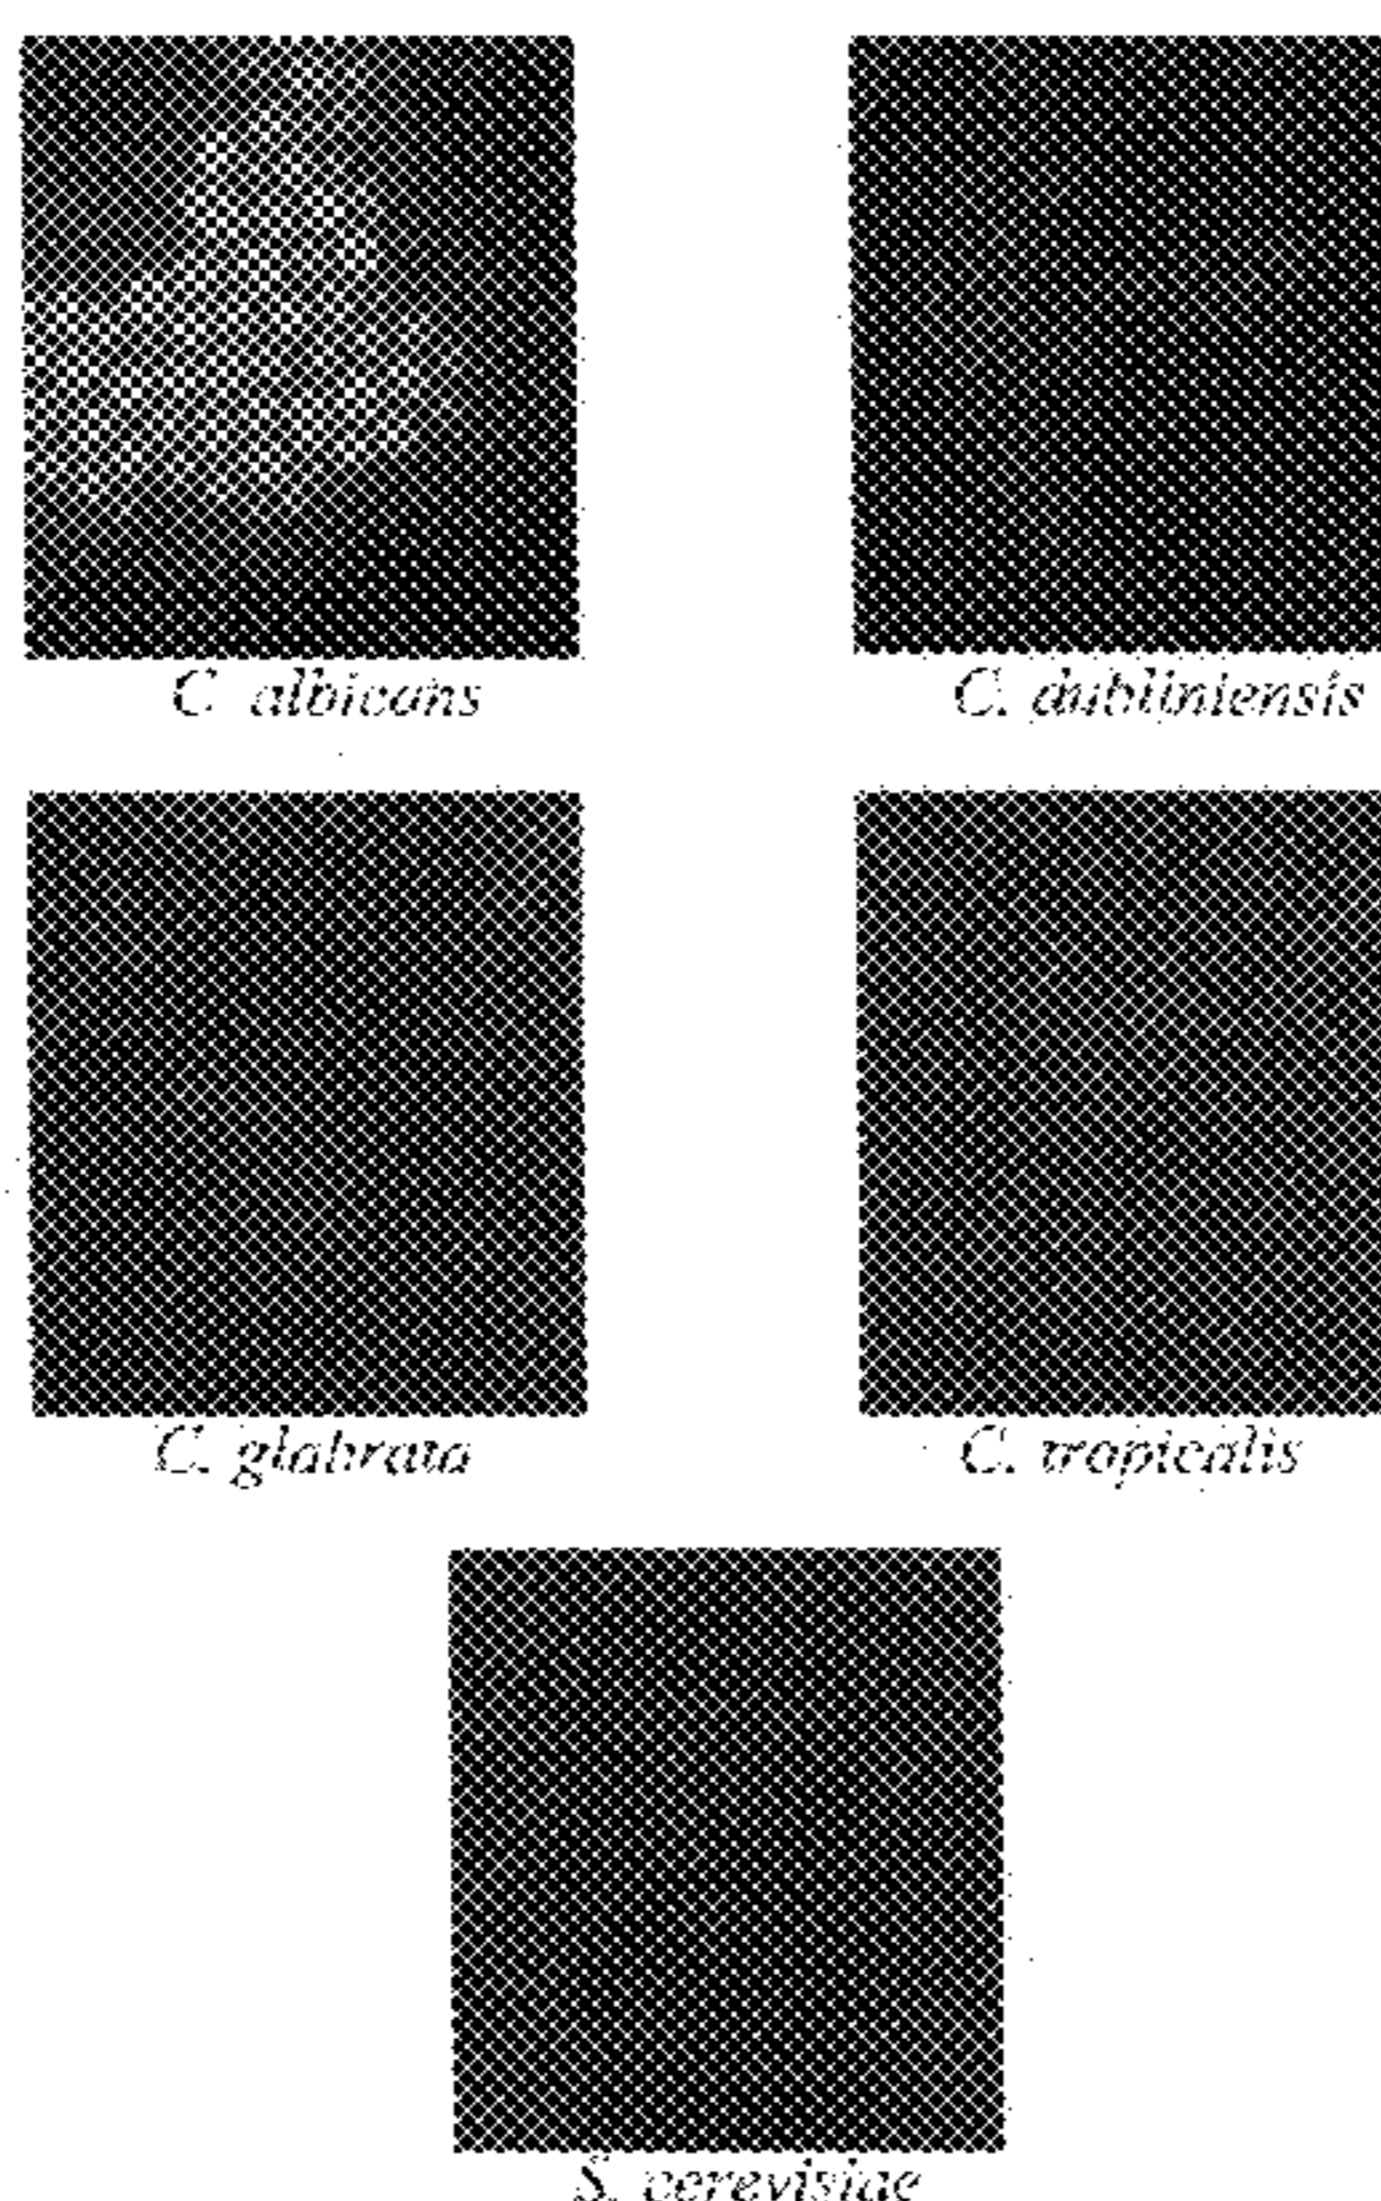 C. albicans
C. dubliniensis
C. glabrata
C. tropicalis
S. cerevisiae